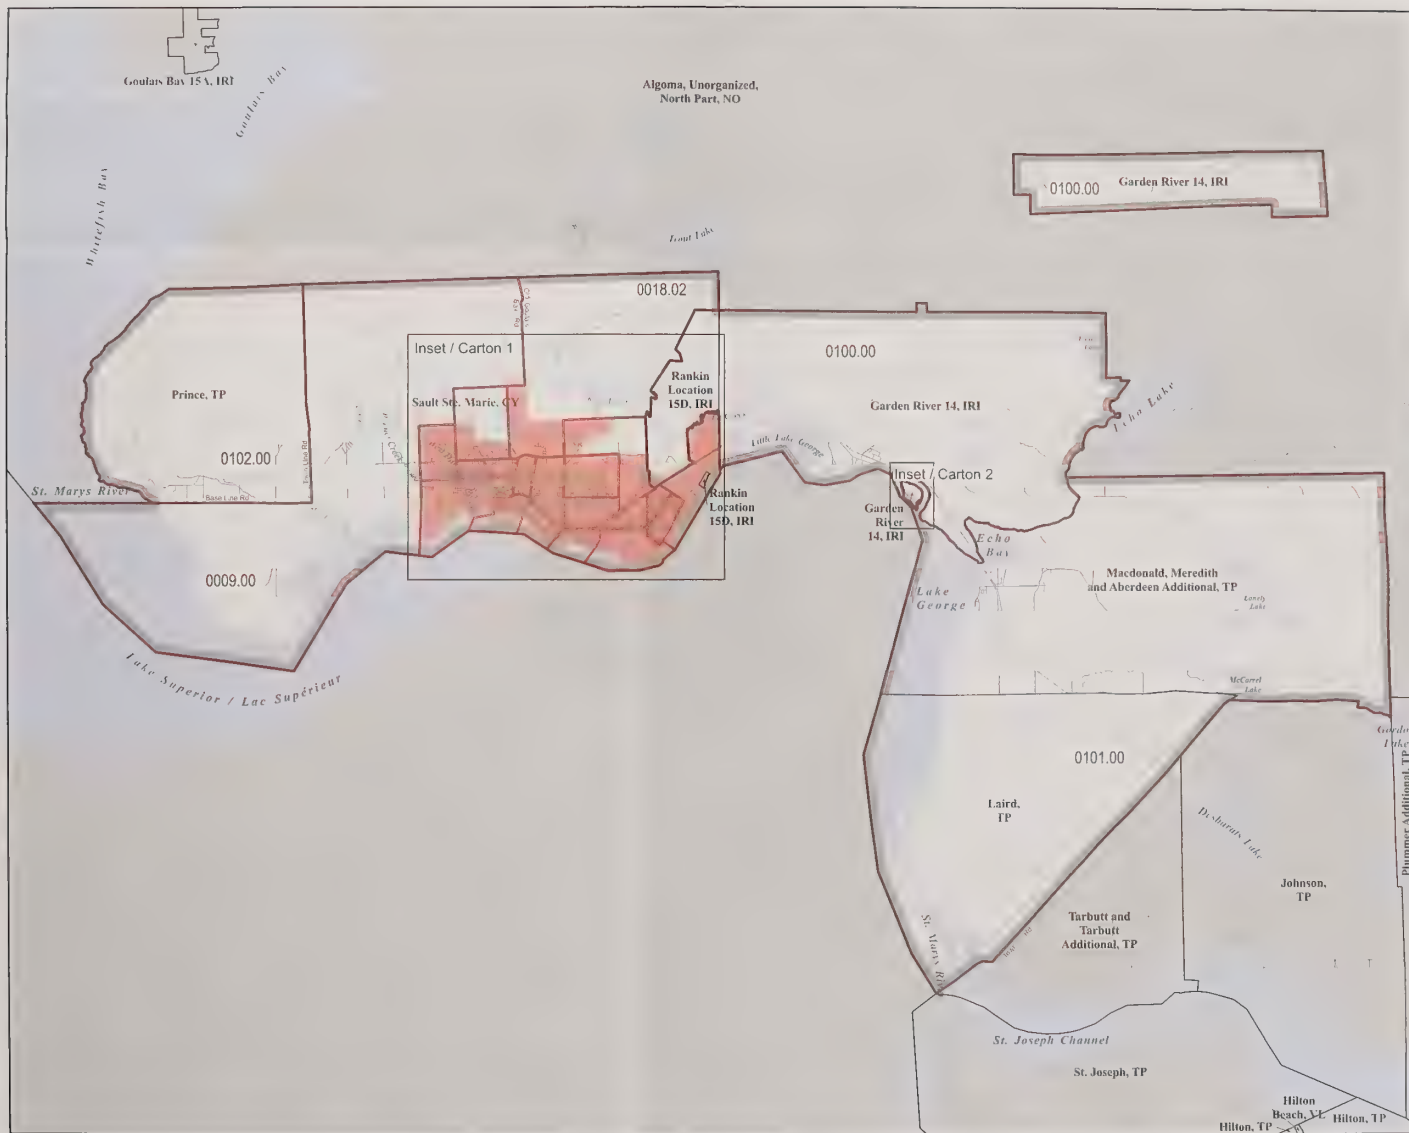 Goulais Bay 15A, IRI
Goulais Bay
Whitefish Bay
Algoma, Unorganized,
North Part, NO
0100.00
Garden River 14, IRI
Trout Lake
0018.02
Inset / Carton 1
Rankin
Location
15D, IRI
0100.00
Prince, TP
Sault Ste. Marie, CY
Garden River 14, IRI
Echo Lake
0102.00
Little Lake George
Inset / Carton 2
St. Marys River
Base Line Rd
Rankin
Location
15D, IRI
Garden
River
14, IRI
Echo
Bay
0009.00
Lake
George
Macdonald, Meredith
and Aberdeen Additional, TP
Lonely
Lake
Lake Superior / Lac Supérieur
McCarrel
Lake
Gordon
Lake
0101.00
Plummer Additional, TP
Laird,
TP
Desbarats Lake
Johnson,
TP
Tarbutt and
Tarbutt
Additional, TP
St. Marys River
St. Joseph Channel
St. Joseph, TP
Hilton
Beach, VL
Hilton, TP
Hilton, TP